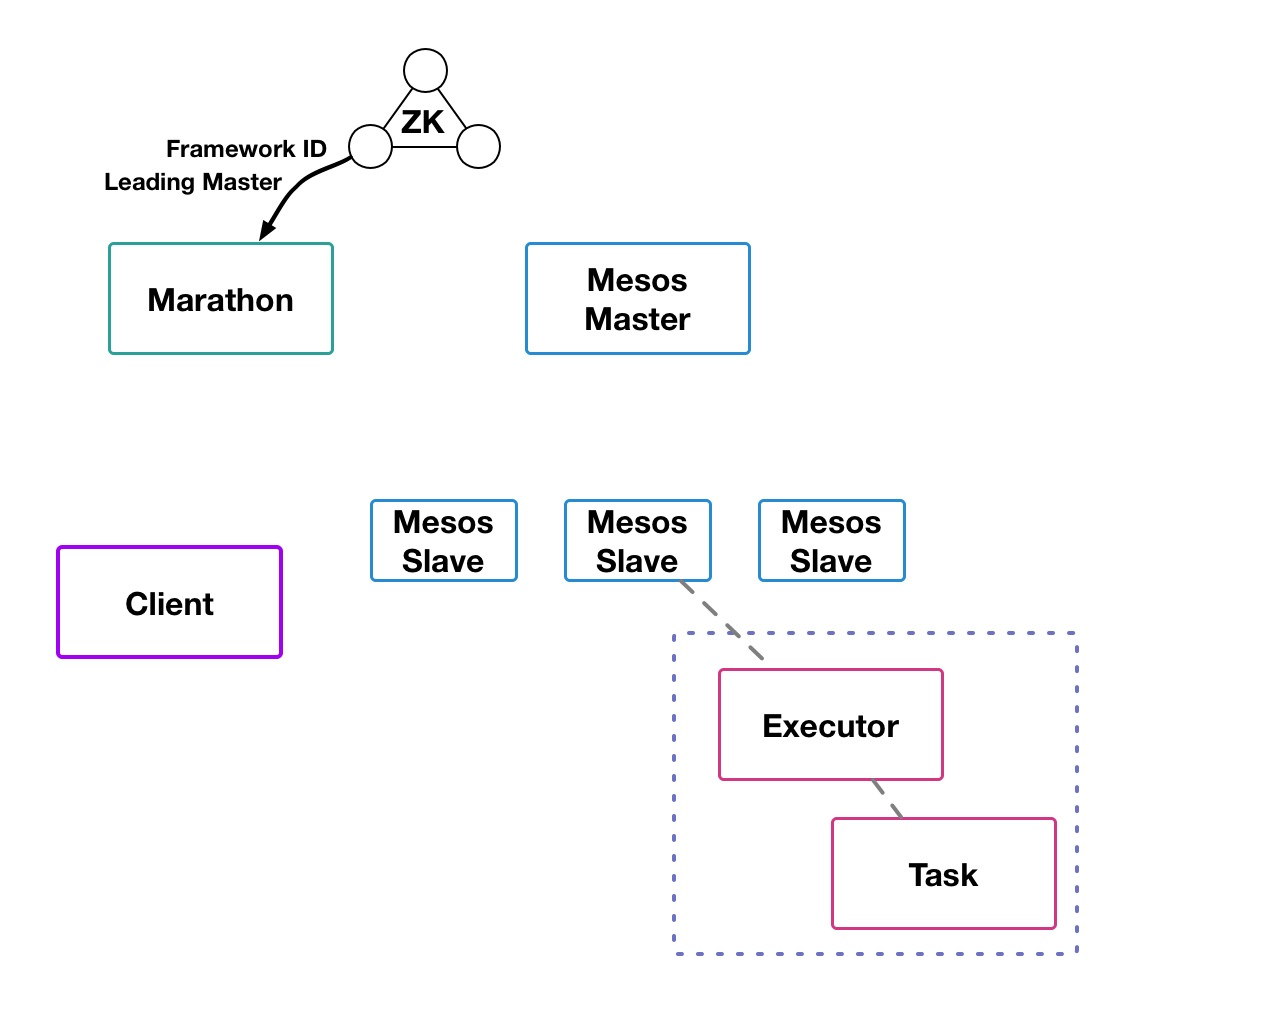 ZK
Framework ID
Leading Master
Marathon
Mesos
Master
Mesos
Slave
Mesos
Slave
Mesos
Slave
Client
Executor
Task